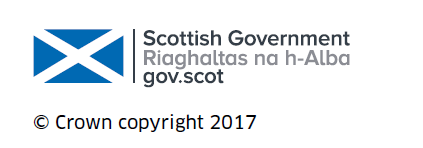 Scottish Government
Riaghaltas na h-Alba
gov.scot
© Crown copyright 2017